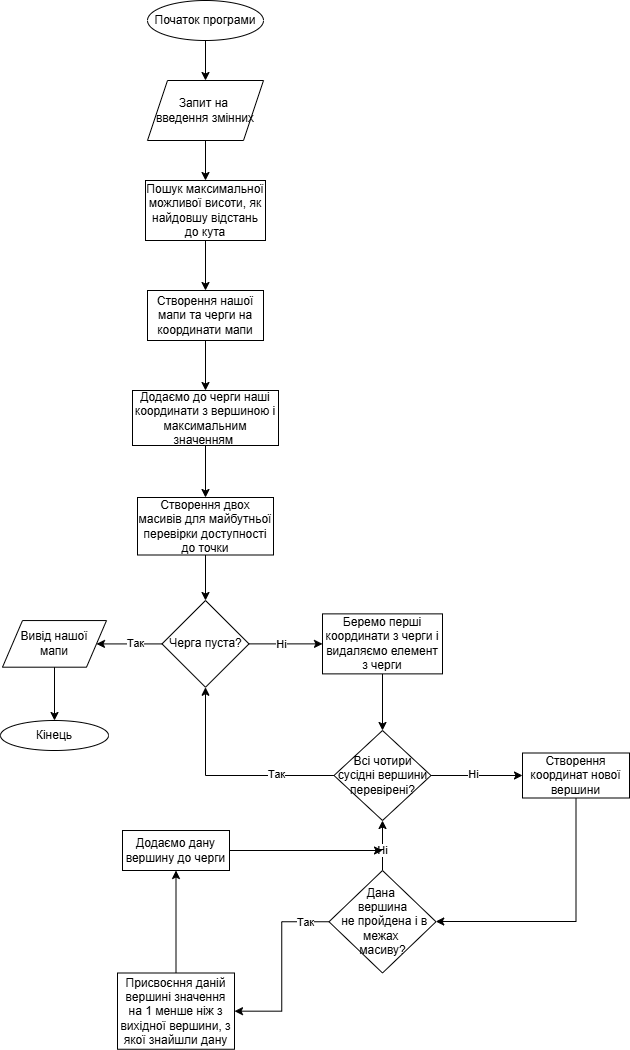 Початок програми
Запит на
введення змінних
Пошук максимальної
можливої висоти, як
найдовшу відстань
до кута
Створення нашої
мапи та черги на
координати мапи
Додаємо до черги наші
координати з вершиною і
максимальним
значенням
Створення двох
масивів для майбутньої
перевірки доступності
до точки
Черга пуста?
Так
Ні
Вивід нашої
мапи
Кінець
Беремо перші
координати з черги і
видаляємо елемент
з черги
Всі чотири
сусідні вершини
перевірені?
Так
Ні
Створення
координат нової
вершини
Дана
вершина
не пройдена і в
межах
масиву?
Ні
Так
Присвоєння даній
вершині значення
на 1 менше ніж з
вихідної вершини, з
якої знайшли дану
Додаємо дану
вершину до черги